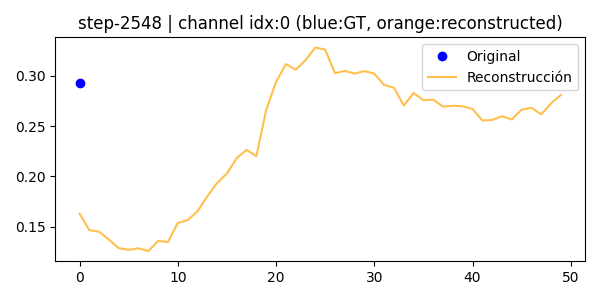 step-2548 | channel idx:0 (blue:GT, orange:reconstructed)
Original
Reconstrucción
0.30
0.25
0.20
0.15
0 10 20 30 40 50